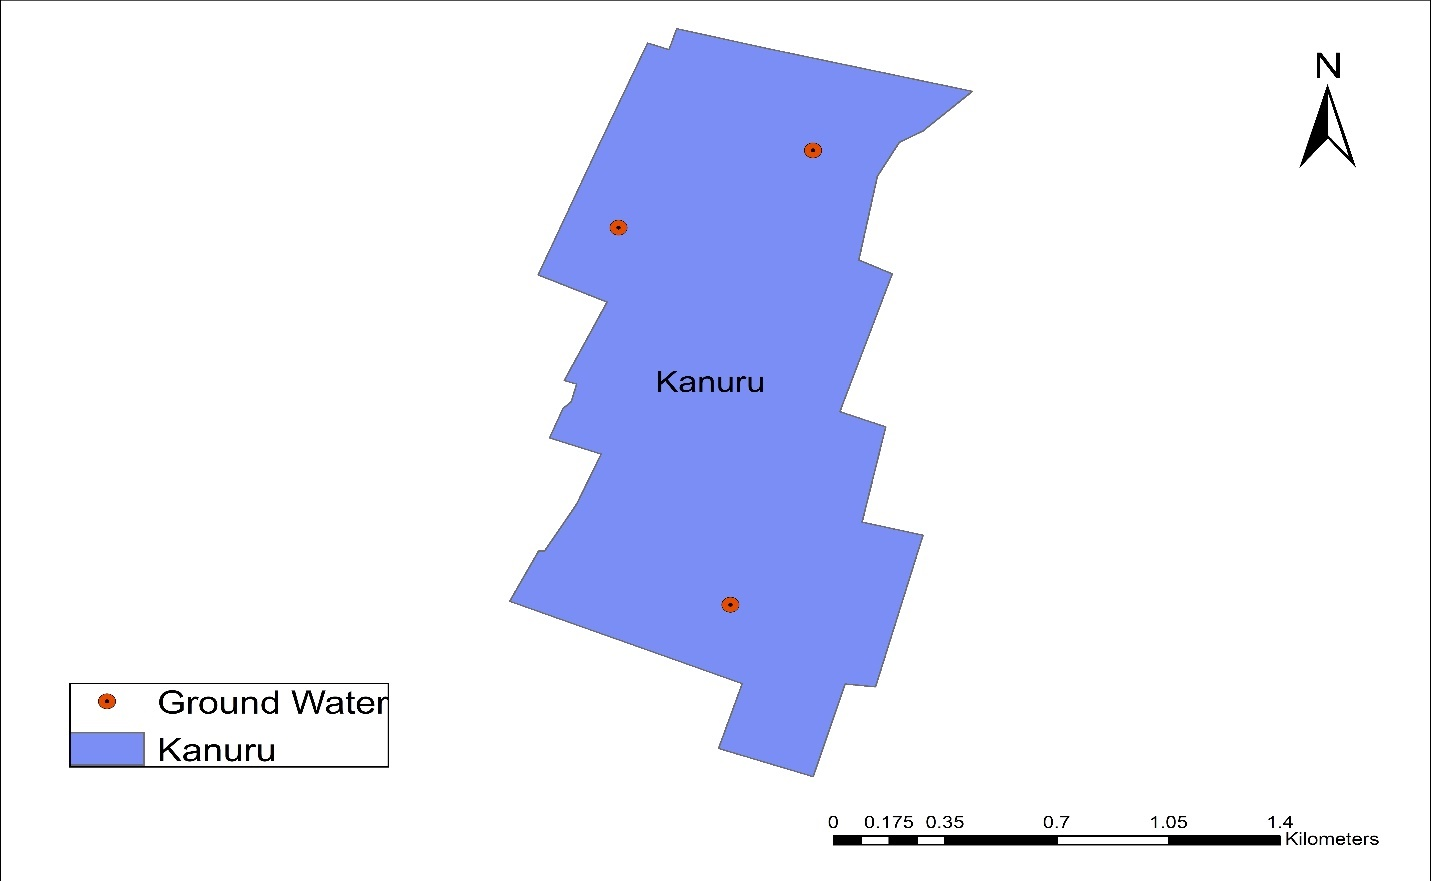 N
Kanuru
Ground Water
Kanuru
0 0.175 0.35 0.7 1.05 1.4
Kilometers